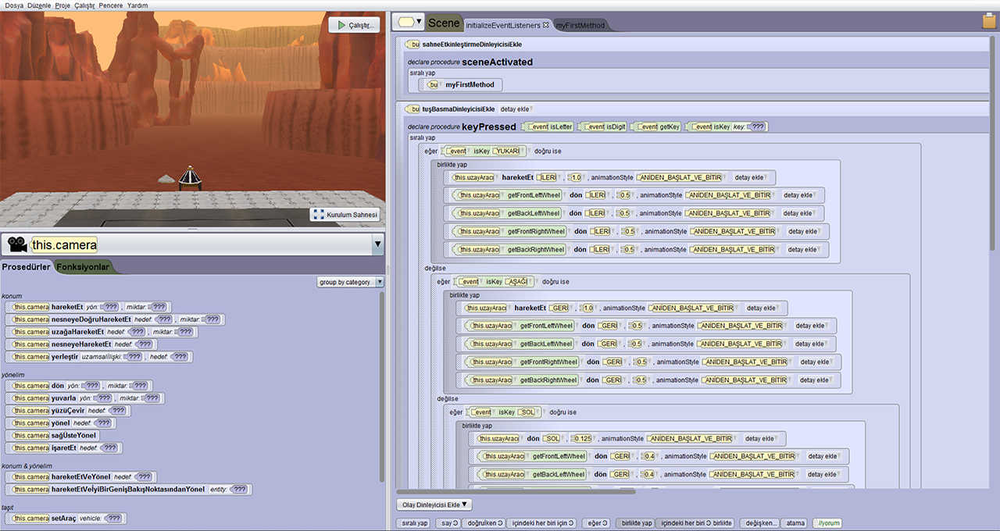 Dosya Düzenle Proje Çalıştır Pencere Yardım
Çalıştır...
Kurulum Sahnesi
this.camera
Prosedürler Fonksiyonlar
group by category
konum
this.camera hareketEt yön: ??? , miktar: ???
this.camera nesneyeDoğruHareketEt hedef: ??? , miktar: ???
this.camera uzağaHareketEt hedef: ??? , miktar: ???
this.camera nesneyeHareketEt hedef: ???
this.camera yerleştir uzamsalİlişki: ??? , hedef: ???
yönelim
this.camera dön yön: ??? , miktar: ???
this.camera yuvarla yön: ??? , miktar: ???
this.camera yüzüÇevir hedef: ???
this.camera yönel hedef: ???
this.camera sağÜsteYönel
this.camera işaretEt hedef: ???
konum & yönelim
this.camera hareketEtVeYönel hedef: ???
this.camera hareketEtVeİyiBirGenişBakışNoktasındanYönel entity: ???
taşıt
this.camera setAraç vehicle: ???
Scene initializeEventListeners myFirstMethod
bu sahneEtkinleştirmeDinleyicisiEkle
declare procedure sceneActivated
sıralı yap
bu myFirstMethod
bu tuşBasmaDinleyicisiEkle detay ekle
declare procedure keyPressed event isLetter event isDigit event getKey event isKey key: ???
sıralı yap
eğer event isKey YUKARI doğru ise
birlikte yap
this.uzayAracı hareketEt İLERİ , 1.0 , animationStyle ANİDEN_BAŞLAT_VE_BİTİR detay ekle
this.uzayAracı getFrontLeftWheel dön İLERİ , 0.5 , animationStyle ANİDEN_BAŞLAT_VE_BİTİR detay ekle
this.uzayAracı getBackLeftWheel dön İLERİ , 0.5 , animationStyle ANİDEN_BAŞLAT_VE_BİTİR detay ekle
this.uzayAracı getFrontRightWheel dön İLERİ , 0.5 , animationStyle ANİDEN_BAŞLAT_VE_BİTİR detay ekle
this.uzayAracı getBackRightWheel dön İLERİ , 0.5 , animationStyle ANİDEN_BAŞLAT_VE_BİTİR detay ekle
değilse
eğer event isKey AŞAĞI doğru ise
birlikte yap
this.uzayAracı hareketEt GERİ , 1.0 , animationStyle ANİDEN_BAŞLAT_VE_BİTİR detay ekle
this.uzayAracı getFrontLeftWheel dön GERİ , 0.5 , animationStyle ANİDEN_BAŞLAT_VE_BİTİR detay ekle
this.uzayAracı getBackLeftWheel dön GERİ , 0.5 , animationStyle ANİDEN_BAŞLAT_VE_BİTİR detay ekle
this.uzayAracı getFrontRightWheel dön GERİ , 0.5 , animationStyle ANİDEN_BAŞLAT_VE_BİTİR detay ekle
this.uzayAracı getBackRightWheel dön GERİ , 0.5 , animationStyle ANİDEN_BAŞLAT_VE_BİTİR detay ekle
değilse
eğer event isKey SOL doğru ise
birlikte yap
this.uzayAracı dön SOL , 0.125 , animationStyle ANİDEN_BAŞLAT_VE_BİTİR detay ekle
this.uzayAracı getFrontLeftWheel dön GERİ , 0.4 , animationStyle ANİDEN_BAŞLAT_VE_BİTİR detay ekle
this.uzayAracı getBackLeftWheel dön GERİ , 0.4 , animationStyle ANİDEN_BAŞLAT_VE_BİTİR detay ekle
Olay Dinleyicisi Ekle
sıralı yap say doğrulken içindeki her biri için eğer birlikte yap içindeki her biri birlikte değişken... atama //yorum